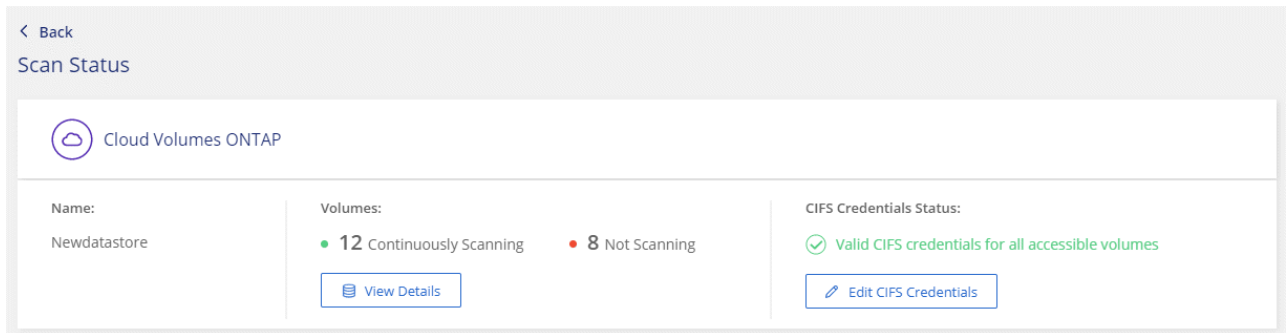 Back
Scan Status
Cloud Volumes ONTAP
Name:
Newdatastore
Volumes:
12 Continuously Scanning
8 Not Scanning
View Details
CIFS Credentials Status:
Valid CIFS credentials for all accessible volumes
Edit CIFS Credentials